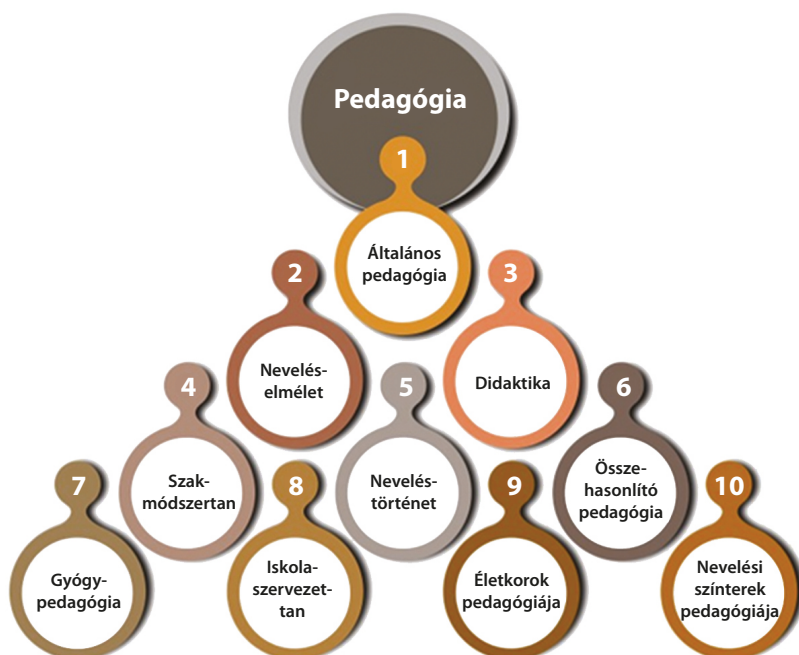 Pedagógia
1
Általános
pedagógia
2
Nevelés-
elmélet
3
Didaktika
4
Szak-
módszertan
5
Nevelés-
történet
6
Össze-
hasonlító
pedagógia
7
Gyógy-
pedagógia
8
Iskola-
szervezet-
tan
9
Életkorok
pedagógiája
10
Nevelési
színterek
pedagógiája